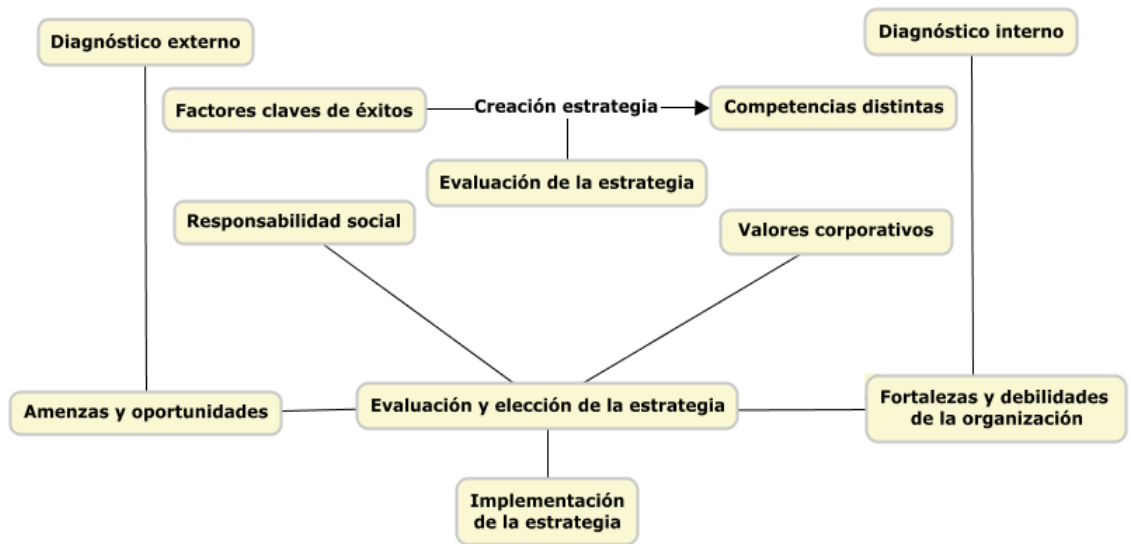 Diagnóstico externo
Diagnóstico interno
Factores claves de éxitos
Creación estrategia
Competencias distintas
Evaluación de la estrategia
Responsabilidad social
Valores corporativos
Amenzas y oportunidades
Evaluación y elección de la estrategia
Fortalezas y debilidades
de la organización
Implementación
de la estrategia